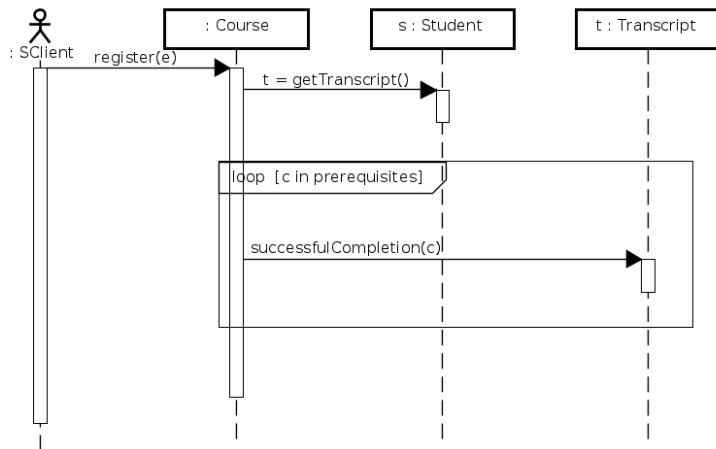 : Course
s : Student
t : Transcript
: SClient
register(e)
t = getTranscript()
loop [c in prerequisites]
successfulCompletion(c)